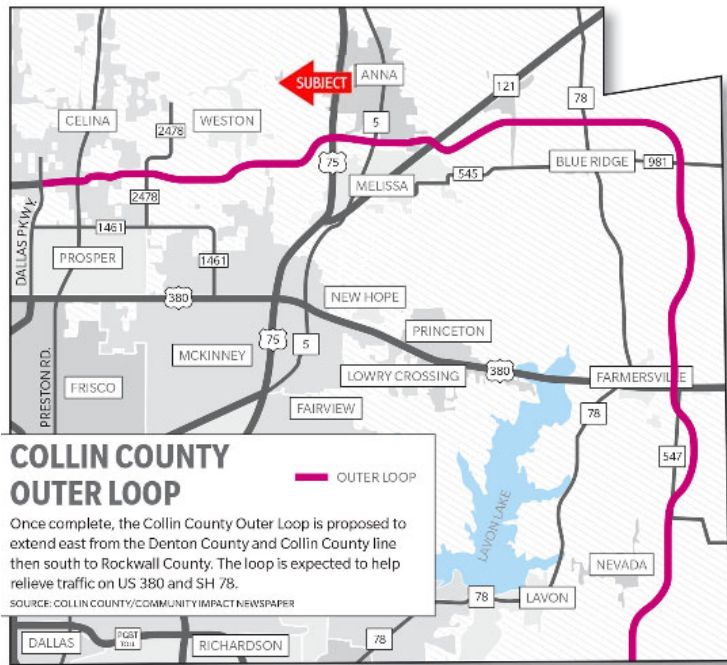 SUBJECT
ANNA
121
78
CELINA
2478
WESTON
5
75
BLUE RIDGE
981
545
MELISSA
2478
DALLAS PKWY.
1461
PROSPER
1461
380
NEW HOPE
75
5
PRINCETON
MCKINNEY
LOWRY CROSSING
380
FARMERSVILLE
FRISCO
PRESTON RD.
FAIRVIEW
78
547
LAVON LAKE
COLLIN COUNTY
OUTER LOOP
OUTER LOOP
Once complete, the Collin County Outer Loop is proposed to
extend east from the Denton County and Collin County line
then south to Rockwall County. The loop is expected to help
relieve traffic on US 380 and SH 78.
SOURCE: COLLIN COUNTY/COMMUNITY IMPACT NEWSPAPER
NEVADA
78
LAVON
DALLAS
PGBT
TOLL
RICHARDSON
78